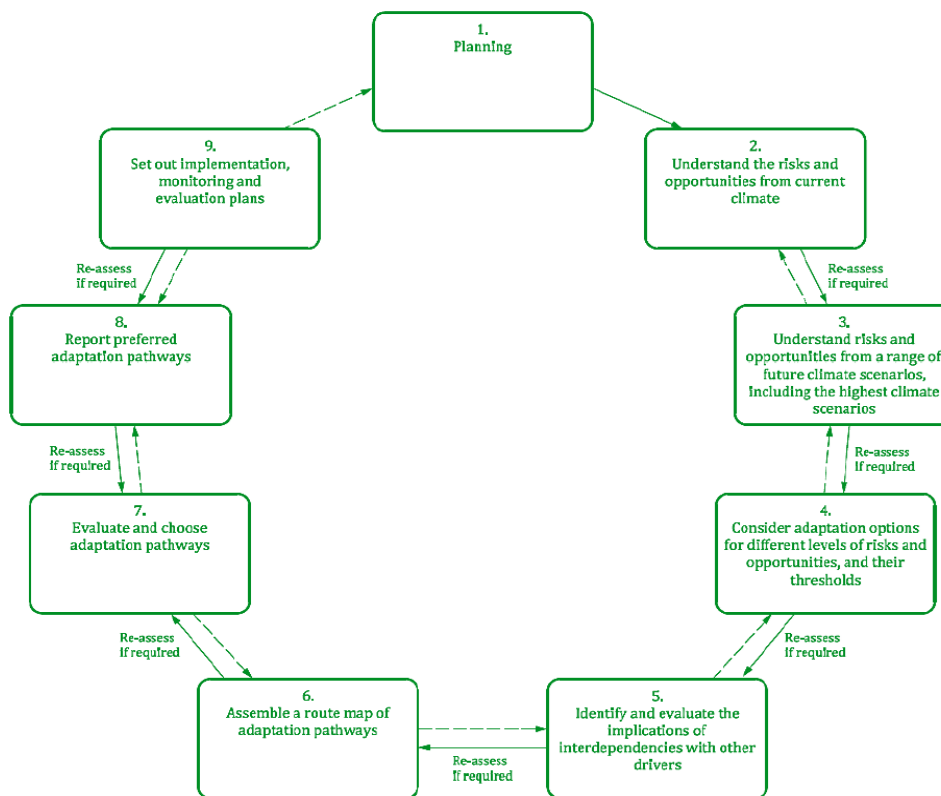 1.
Planning
2.
Understand the risks and
opportunities from current
climate
Re-assess
if required
3.
Understand risks and
opportunities from a range of
future climate scenarios,
including the highest climate
scenarios
Re-assess
if required
4.
Consider adaptation options
for different levels of risks and
opportunities, and their
thresholds
Re-assess
if required
5.
Identify and evaluate the
implications of
interdependencies with other
drivers
Re-assess
if required
6.
Assemble a route map of
adaptation pathways
Re-assess
if required
7.
Evaluate and choose
adaptation pathways
Re-assess
if required
8.
Report preferred
adaptation pathways
Re-assess
if required
9.
Set out implementation,
monitoring and
evaluation plans